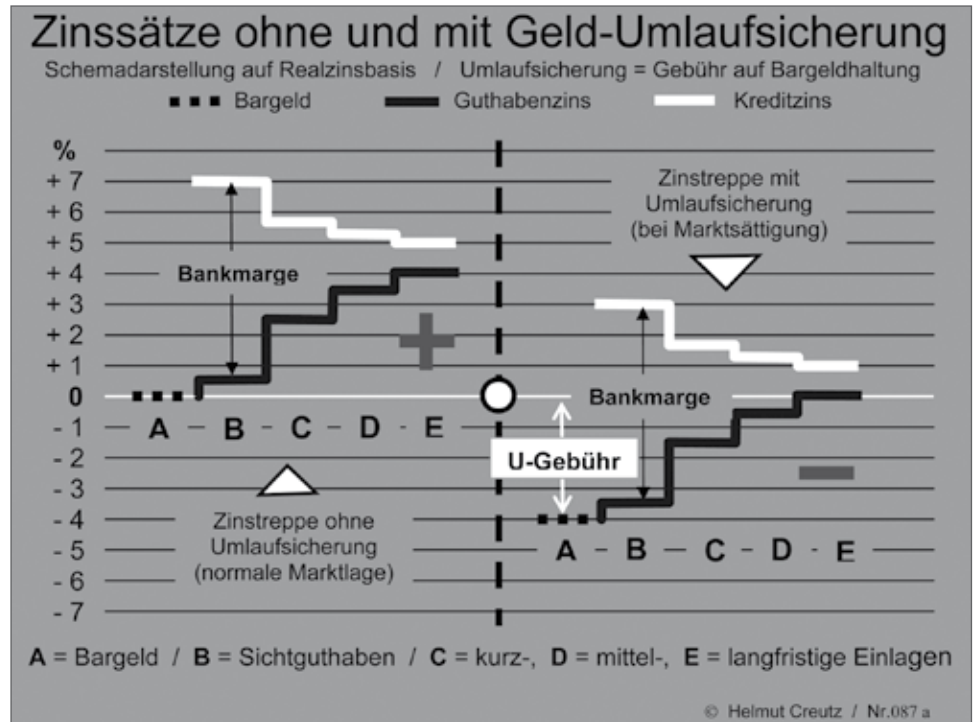 Zinssätze ohne und mit Geld-Umlaufsicherung
Schemadarstellung auf Realzinsbasis / Umlaufsicherung = Gebühr auf Bargeldhaltung
Bargeld Guthabenzins Kreditzins
%
+ 7
+ 6
+ 5
+ 4
+ 3
+ 2
+ 1
0
- 1
- 2
- 3
- 4
- 5
- 6
- 7
Bankmarge
+
A - B - C - D - E
Zinstreppe ohne
Umlaufsicherung
(normale Marktlage)
Zinstreppe mit
Umlaufsicherung
(bei Marktsättigung)
Bankmarge
U-Gebühr
-
A - B - C - D - E
A = Bargeld / B = Sichtguthaben / C = kurz-, D = mittel-, E = langfristige Einlagen
© Helmut Creutz / Nr.087 a